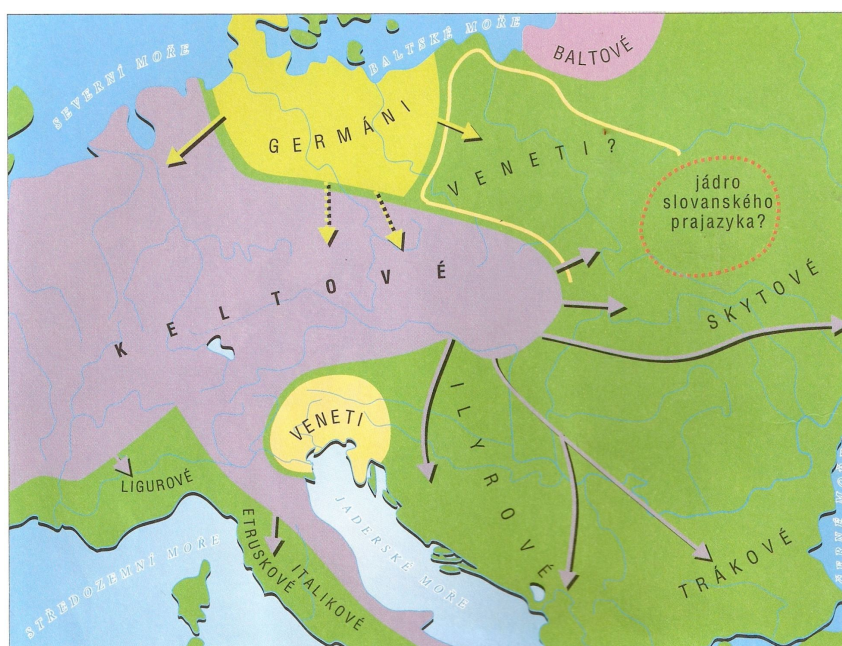 SEVERNÍ MOŘE
BALTSKÉ MOŘE
BALTOVÉ
GERMÁNI
VENETI?
jádro
slovanského
prajazyka?
KELTOVÉ
SKYTOVÉ
VENETI
ILYROVÉ
LIGUROVÉ
ETRUSKOVÉ
ITALIKOVÉ
JADERSKÉ MOŘE
STŘEDOZEMNÍ MOŘE
TRÁKOVÉ